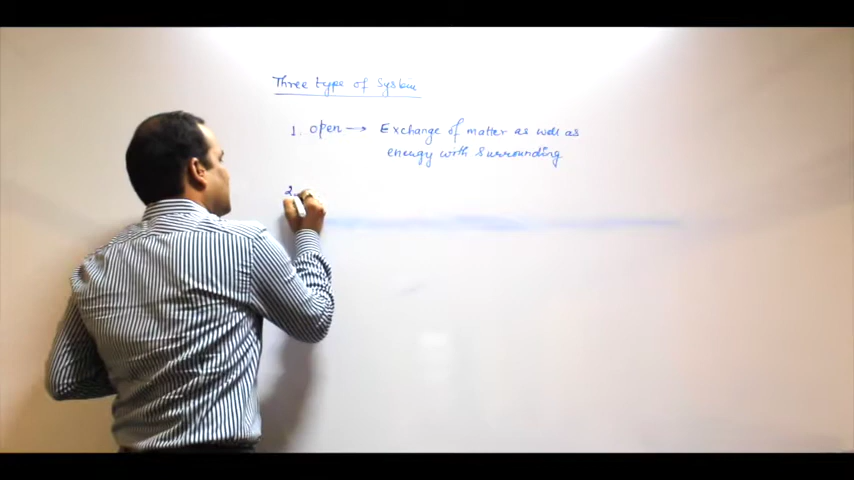 Three type of System
1. Open → Exchange of matter as well as
energy with Surrounding
2.